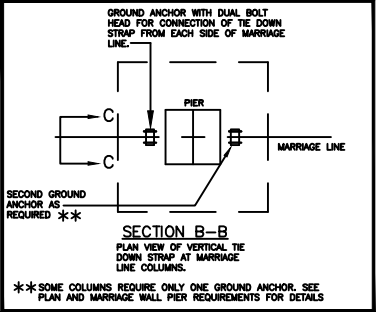 GROUND ANCHOR WITH DUAL BOLT
HEAD FOR CONNECTION OF TIE DOWN
STRAP FROM EACH SIDE OF MARRIAGE
LINE.
C
PIER
MARRIAGE LINE
C
SECOND GROUND
ANCHOR AS
REQUIRED **
SECTION B-B
PLAN VIEW OF VERTICAL TIE
DOWN STRAP AT MARRIAGE
LINE COLUMNS.
** SOME COLUMNS REQUIRE ONLY ONE GROUND ANCHOR. SEE
PLAN AND MARRIAGE WALL PIER REQUIREMENTS FOR DETAILS